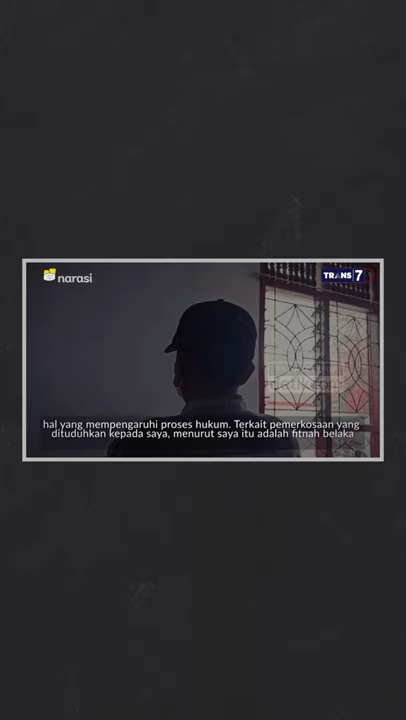 narasi
TRANS 7
hal yang mempengaruhi proses hukum. Terkait pemerkosaan yang
dituduhkan kepada saya, menurut saya itu adalah fitnah belaka